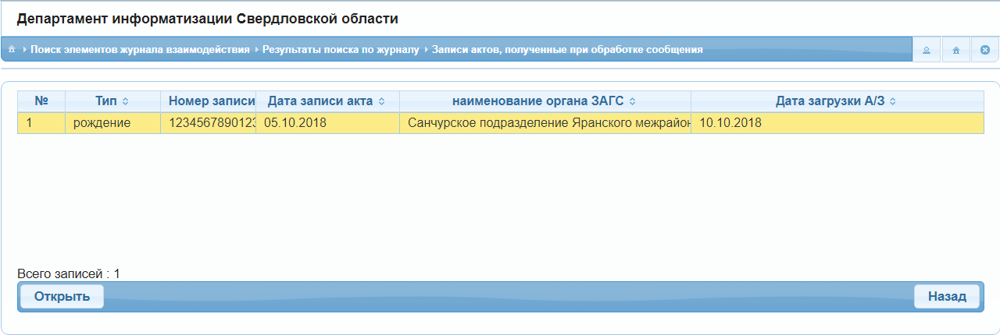 Департамент информатизации Свердловской области
Поиск элементов журнала взаимодействия Результаты поиска по журналу Записи актов, полученные при обработке сообщения
№ Тип Номер записи Дата записи акта наименование органа ЗАГС Дата загрузки А/З
1 рождение 1234567890123 05.10.2018 Санчурское подразделение Яранского межрайон 10.10.2018
Всего записей : 1
Открыть Назад